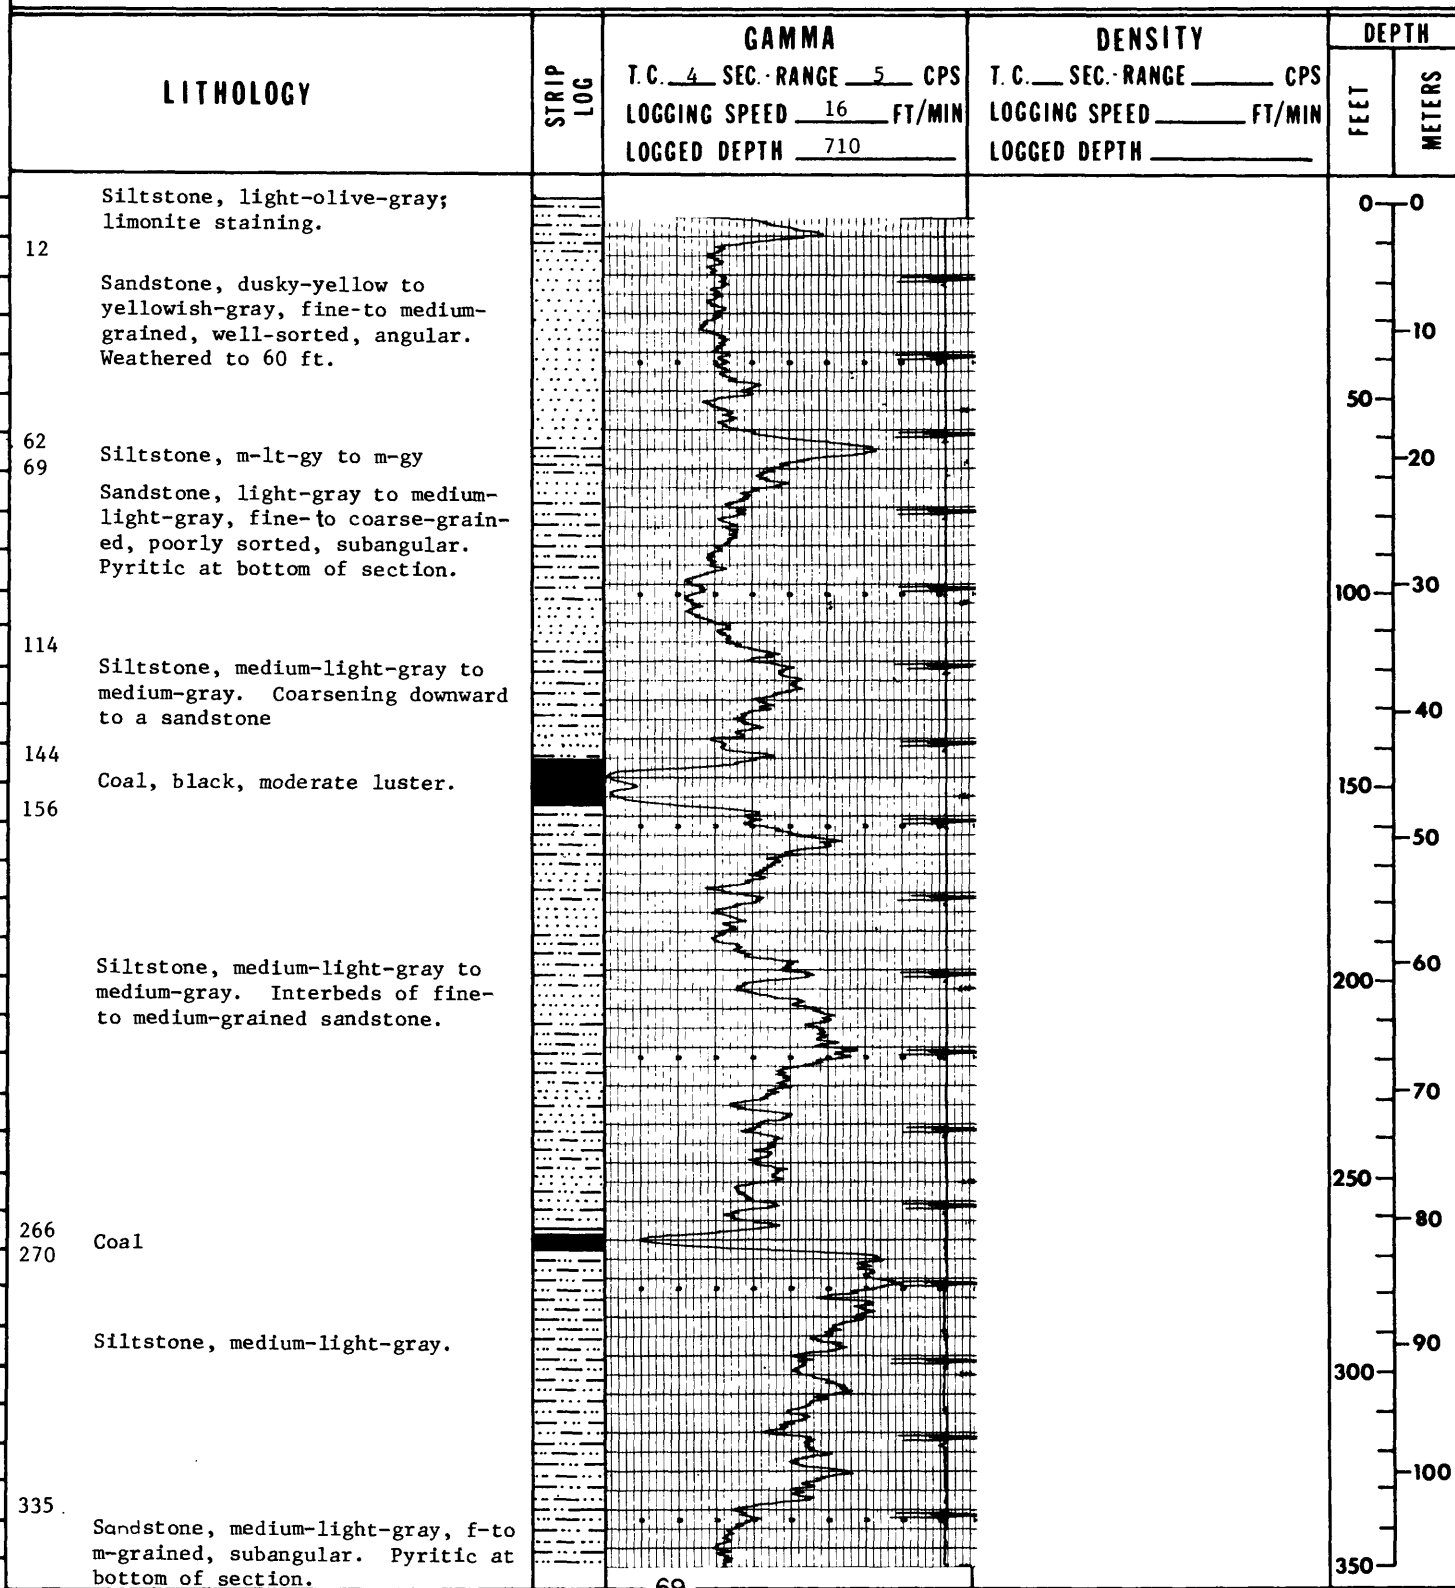 LITHOLOGY
STRIP LOG
GAMMA
T.C. 4 SEC.·RANGE 5 CPS
LOGGING SPEED 16 FT/MIN
LOGGED DEPTH 710
DENSITY
T.C. SEC.·RANGE CPS
LOGGING SPEED FT/MIN
LOGGED DEPTH
DEPTH
FEET
METERS
Siltstone, light-olive-gray;
limonite staining.
12
Sandstone, dusky-yellow to
yellowish-gray, fine-to medium-
grained, well-sorted, angular.
Weathered to 60 ft.
62
Siltstone, m-lt-gy to m-gy
69
Sandstone, light-gray to medium-
light-gray, fine-to coarse-grain-
ed, poorly sorted, subangular.
Pyritic at bottom of section.
114
Siltstone, medium-light-gray to
medium-gray. Coarsening downward
to a sandstone
144
Coal, black, moderate luster.
156
Siltstone, medium-light-gray to
medium-gray. Interbeds of fine-
to medium-grained sandstone.
266
Coal
270
Siltstone, medium-light-gray.
335
Sandstone, medium-light-gray, f-to
m-grained, subangular. Pyritic at
bottom of section.
0
50
100
150
200
250
300
350
0
10
20
30
40
50
60
70
80
90
100
69